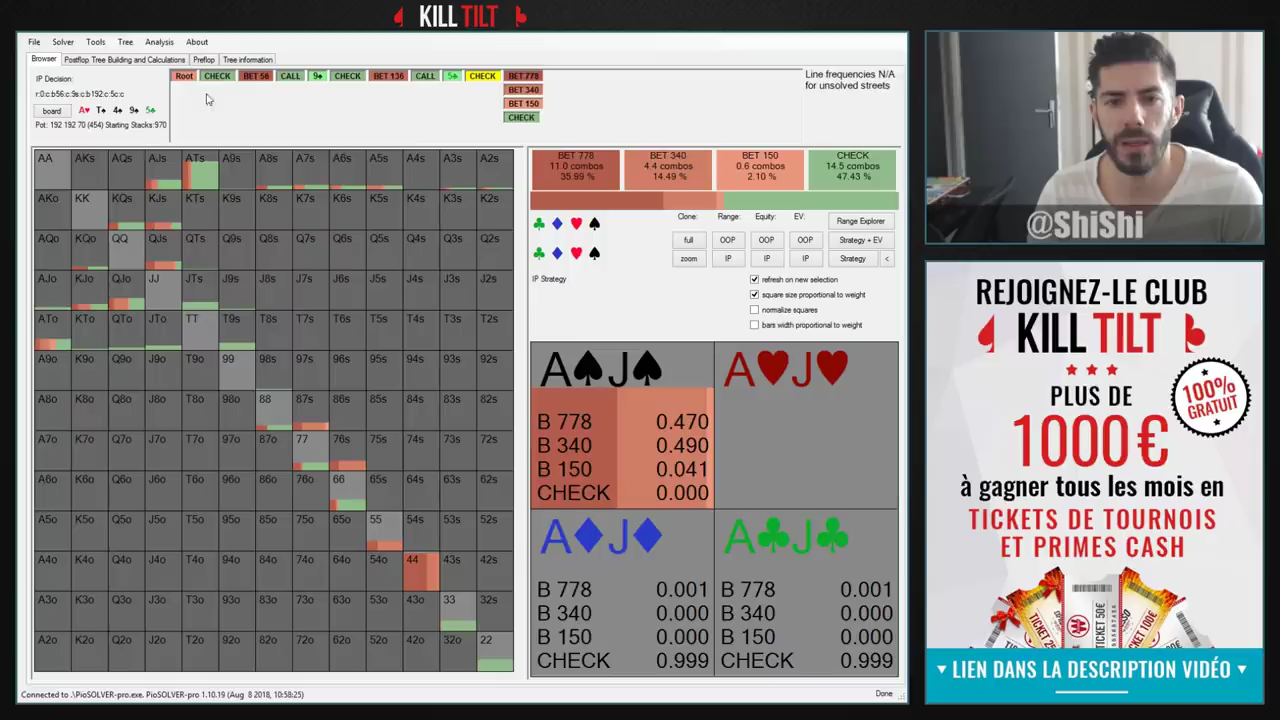 KILL TILT
File Solver Tools Tree Analysis About
Browser Postflop Tree Building and Calculations Preflop Tree information
IP Decision:
r:0:c:b56:c:9s:c:b192:c:5c:c
board A♥ T♠ 4♠ 9♠ 5♣
Pot: 192 192 70 (454) Starting Stacks:970
Root CHECK BET 56 CALL 9♠ CHECK BET 136 CALL 5♣ CHECK BET 778
BET 340
BET 150
CHECK
Line frequencies N/A
for unsolved streets
AA AKs AQs AJs ATs A9s A8s A7s A6s A5s A4s A3s A2s
AKo KK KQs KJs KTs K9s K8s K7s K6s K5s K4s K3s K2s
AQo KQo QQ QJs QTs Q9s Q8s Q7s Q6s Q5s Q4s Q3s Q2s
AJo KJo QJo JJ JTs J9s J8s J7s J6s J5s J4s J3s J2s
ATo KTo QTo JTo TT T9s T8s T7s T6s T5s T4s T3s T2s
A9o K9o Q9o J9o T9o 99 98s 97s 96s 95s 94s 93s 92s
A8o K8o Q8o J8o T8o 98o 88 87s 86s 85s 84s 83s 82s
A7o K7o Q7o J7o T7o 97o 87o 77 76s 75s 74s 73s 72s
A6o K6o Q6o J6o T6o 96o 86o 76o 66 65s 64s 63s 62s
A5o K5o Q5o J5o T5o 95o 85o 75o 65o 55 54s 53s 52s
A4o K4o Q4o J4o T4o 94o 84o 74o 64o 54o 44 43s 42s
A3o K3o Q3o J3o T3o 93o 83o 73o 63o 53o 43o 33 32s
A2o K2o Q2o J2o T2o 92o 82o 72o 62o 52o 42o 32o 22
BET 778 BET 340 BET 150 CHECK
11.0 combos 4.4 combos 0.6 combos 14.5 combos
35.99 % 14.49 % 2.10 % 47.43 %
Clone: Range: Equity: EV: Range Explorer
full OOP OOP OOP Strategy + EV
zoom IP IP IP Strategy <
IP Strategy
refresh on new selection
square size proportional to weight
normalize squares
bars width proportional to weight
A♠J♠ A♥J♥
B 778 0.470
B 340 0.490
B 150 0.041
CHECK 0.000
A♦J♦ A♣J♣
B 778 0.001 B 778 0.001
B 340 0.000 B 340 0.000
B 150 0.000 B 150 0.000
CHECK 0.999 CHECK 0.999
Connected to .\PioSOLVER-pro.exe. PioSOLVER-pro 1.10.19 (Aug 8 2018, 10:58:25) Done
@ShiShi
REJOIGNEZ-LE CLUB
KILL TILT
PLUS DE
1000€
100%
GRATUIT
à gagner tous les mois en
TICKETS DE TOURNOIS
ET PRIMES CASH
TICKET 50€
LIEN DANS LA DESCRIPTION VIDÉO